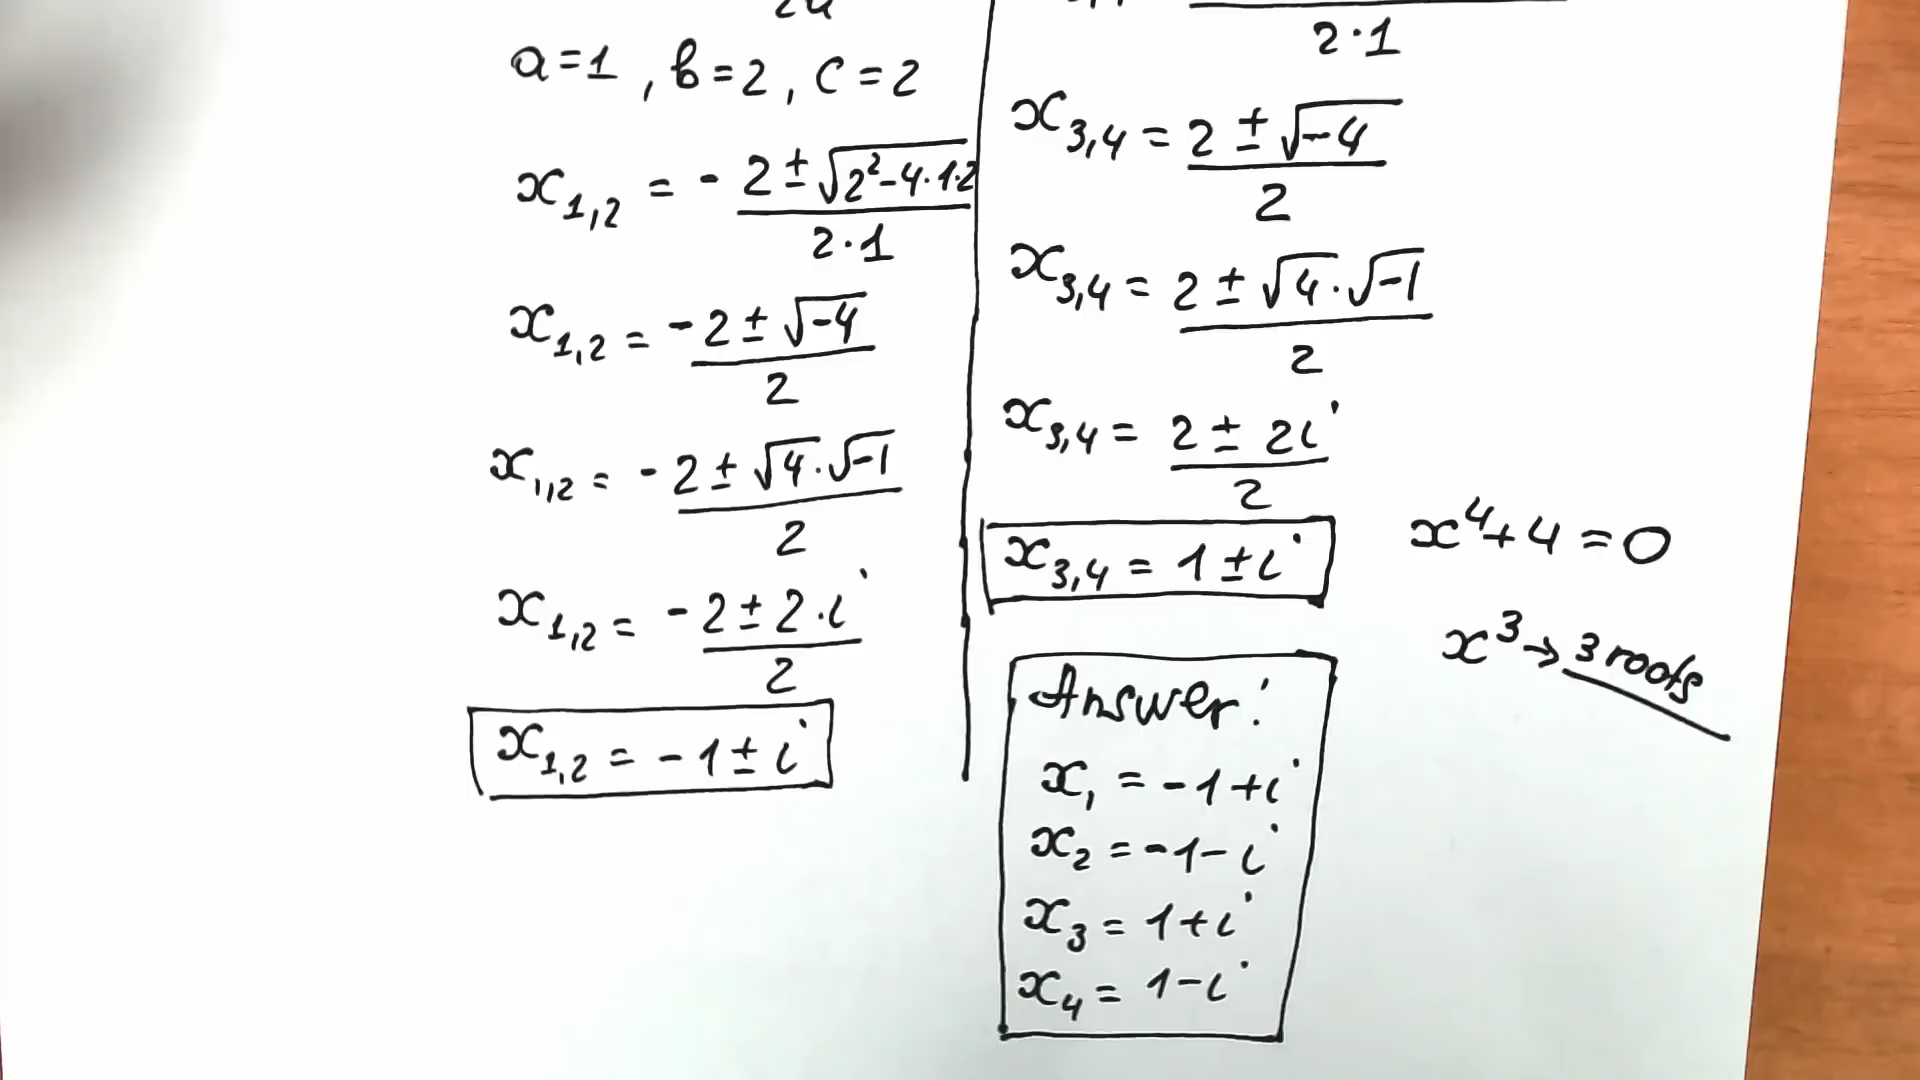 2a
a=1, b=2, c=2
x₁,₂ = - 2 ± √2²-4·1·2
2·1
x₁,₂ = -2 ± √-4
2
x₁,₂ = -2 ± √4 · √-1
2
x₁,₂ = -2 ± 2·i
2
x₁,₂ = -1 ± i
2·1
x₃,₄ = 2 ± √-4
2
x₃,₄ = 2 ± √4 · √-1
2
x₃,₄ = 2 ± 2i
2
x₃,₄ = 1 ± i
Answer:
x₁ = -1+i
x₂ = -1-i
x₃ = 1+i
x₄ = 1-i
x⁴+4=0
x³→3 roots